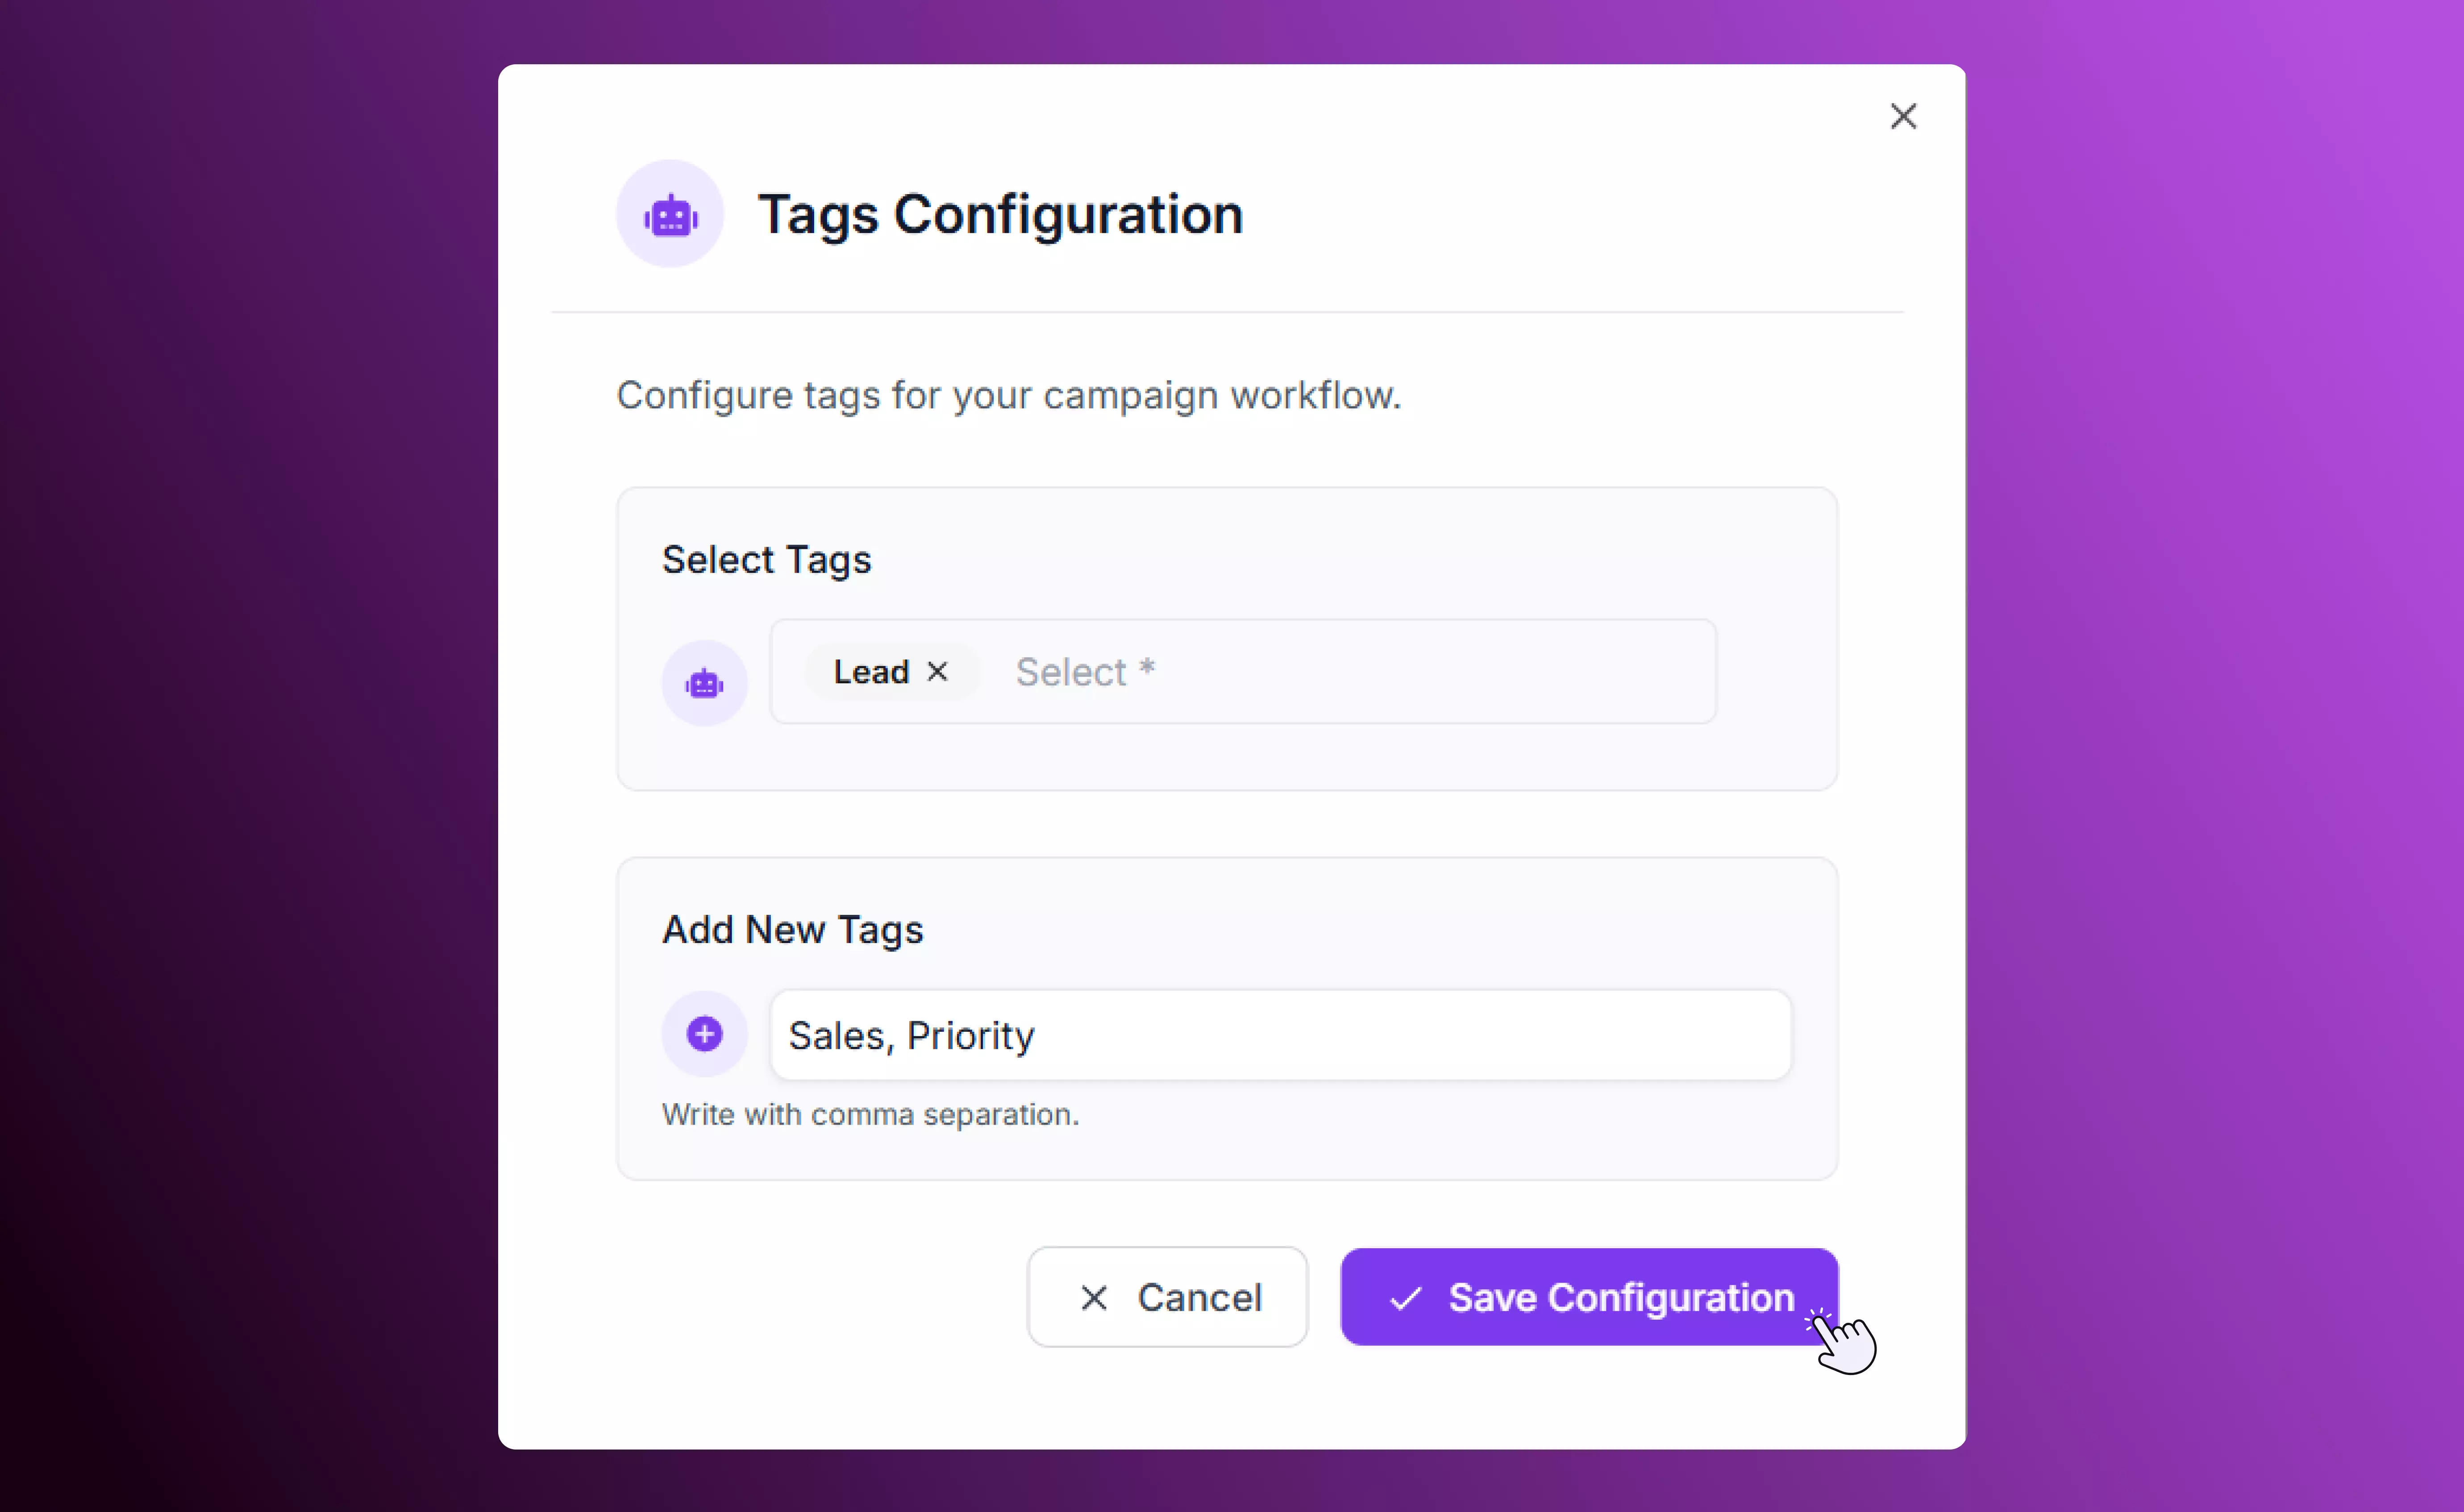 Tags Configuration
Configure tags for your campaign workflow.
Select Tags
Lead Select *
Add New Tags
Sales, Priority
Write with comma separation.
Cancel Save Configuration